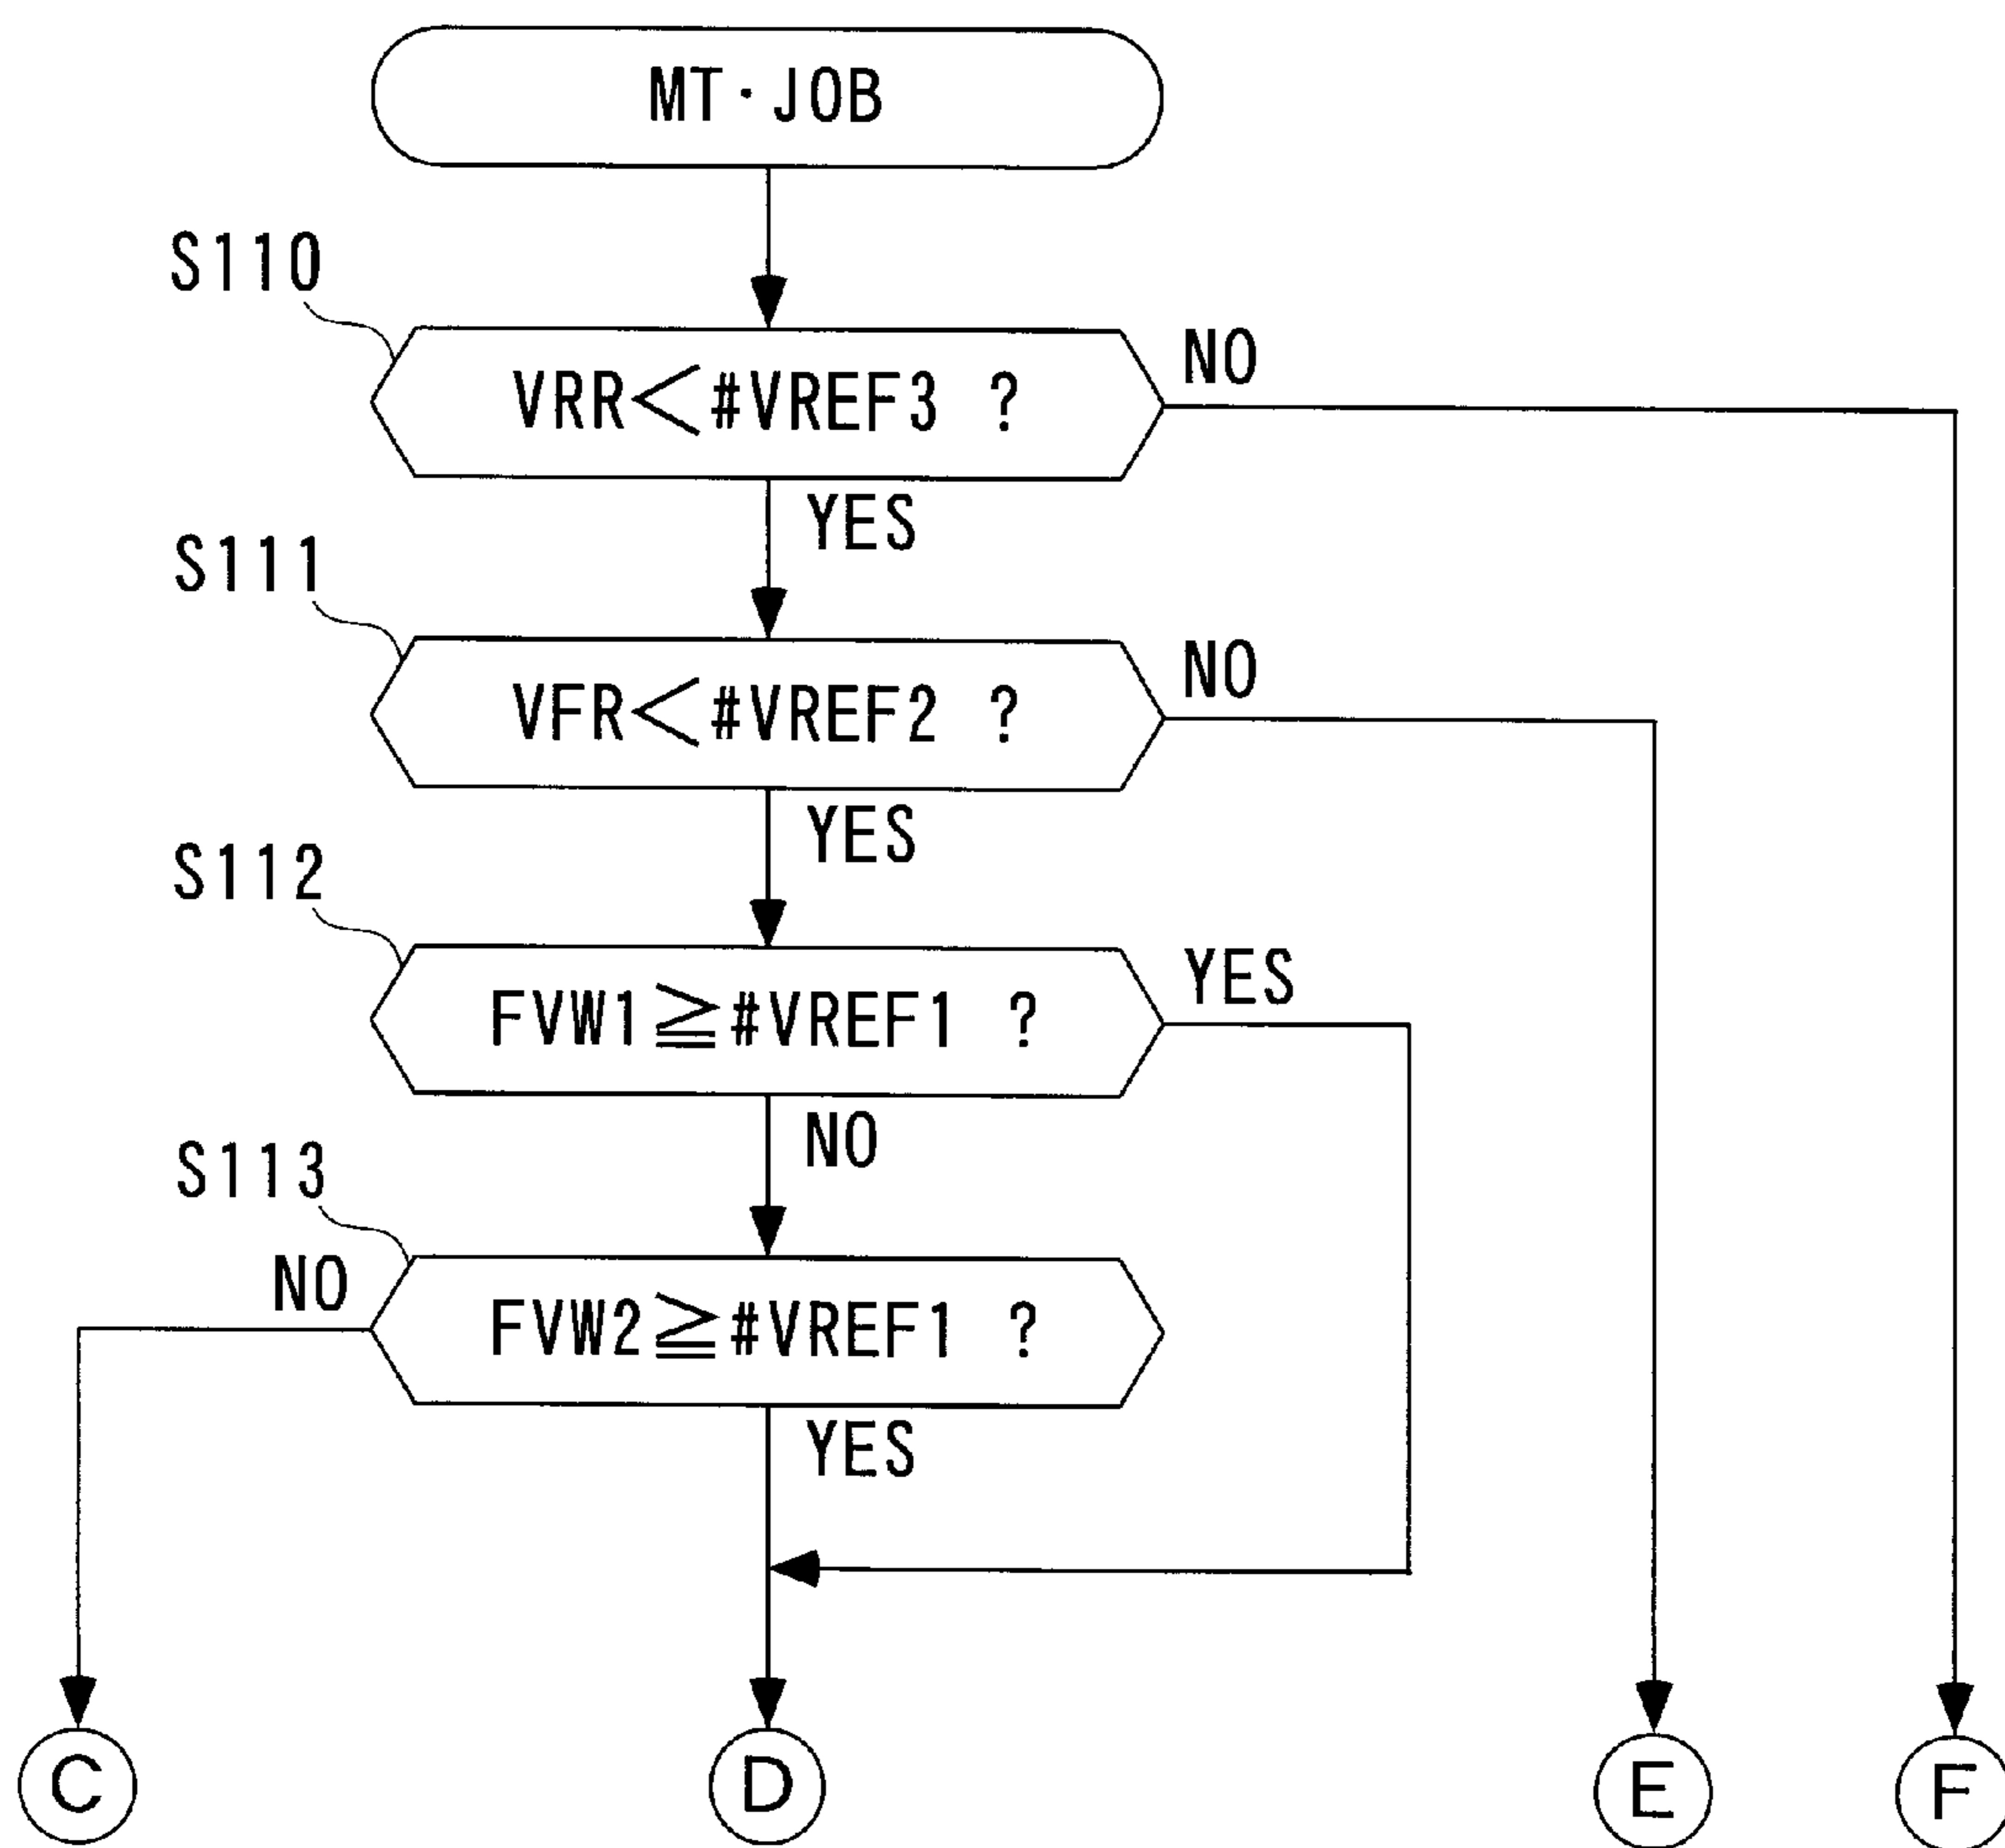 MT·JOB
S110
VRR<#VREF3 ?
NO
YES
S111
VFR<#VREF2 ?
NO
YES
S112
FVW1≧#VREF1 ?
YES
NO
S113
NO
FVW2≧#VREF1 ?
YES
C
D
E
F